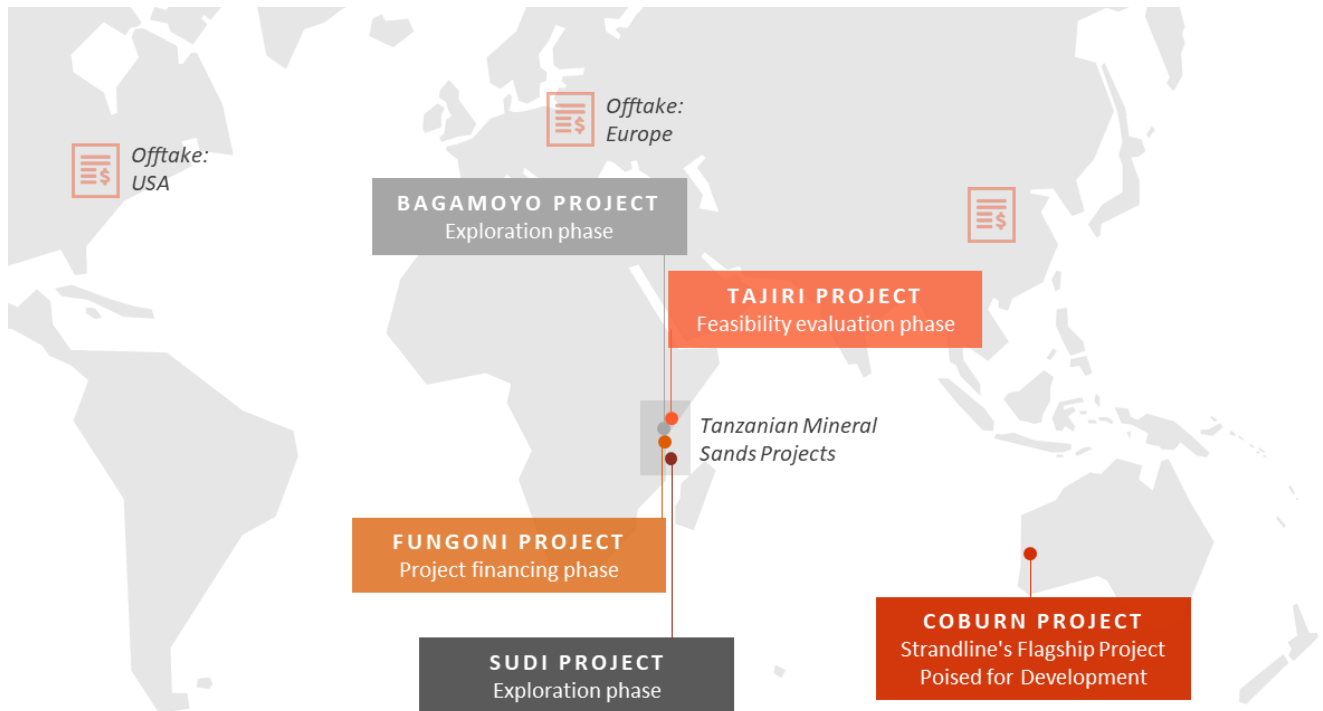 Offtake:
Europe
Offtake:
USA
BAGAMOYO PROJECT
Exploration phase
TAJIRI PROJECT
Feasibility evaluation phase
Tanzanian Mineral
Sands Projects
FUNGONI PROJECT
Project financing phase
COBURN PROJECT
Strandline's Flagship Project
Poised for Development
SUDI PROJECT
Exploration phase
$
$
$